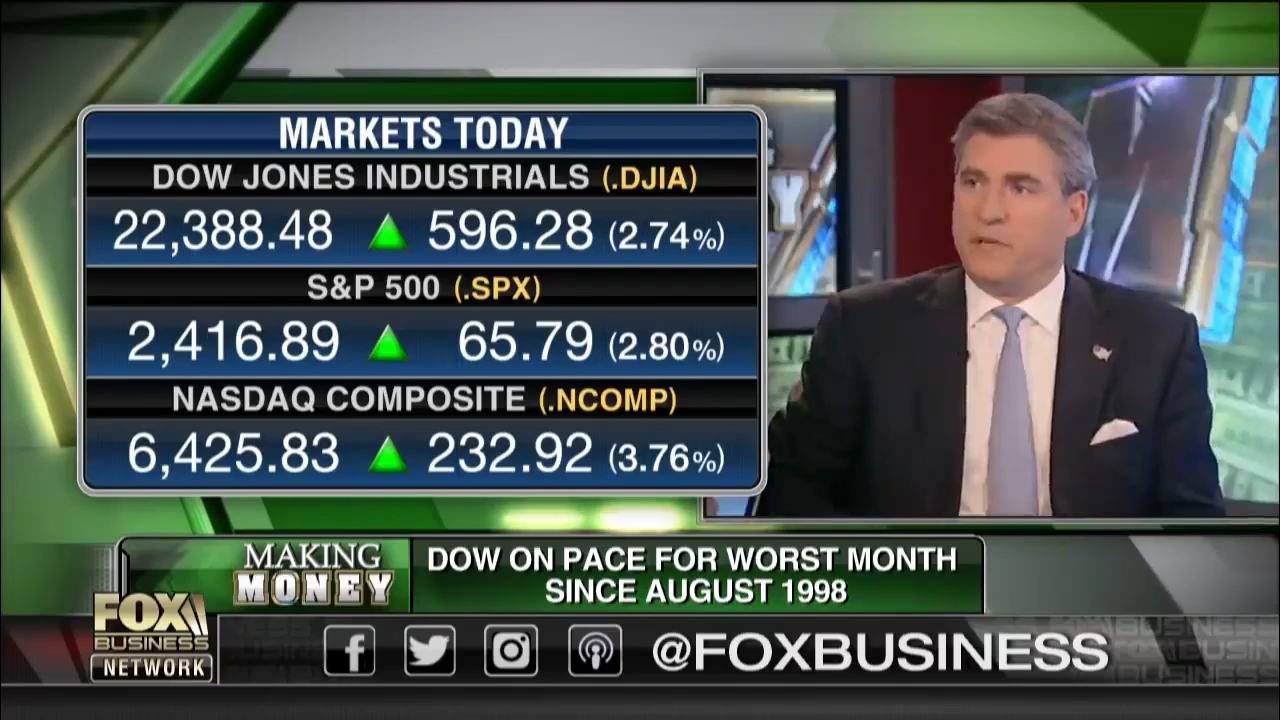 MARKETS TODAY
DOW JONES INDUSTRIALS (.DJIA)
22,388.48 ▲ 596.28 (2.74%)
S&P 500 (.SPX)
2,416.89 ▲ 65.79 (2.80%)
NASDAQ COMPOSITE (.NCOMP)
6,425.83 ▲ 232.92 (3.76%)
MAKING
MONEY
DOW ON PACE FOR WORST MONTH
SINCE AUGUST 1998
FOX
BUSINESS
NETWORK
@FOXBUSINESS